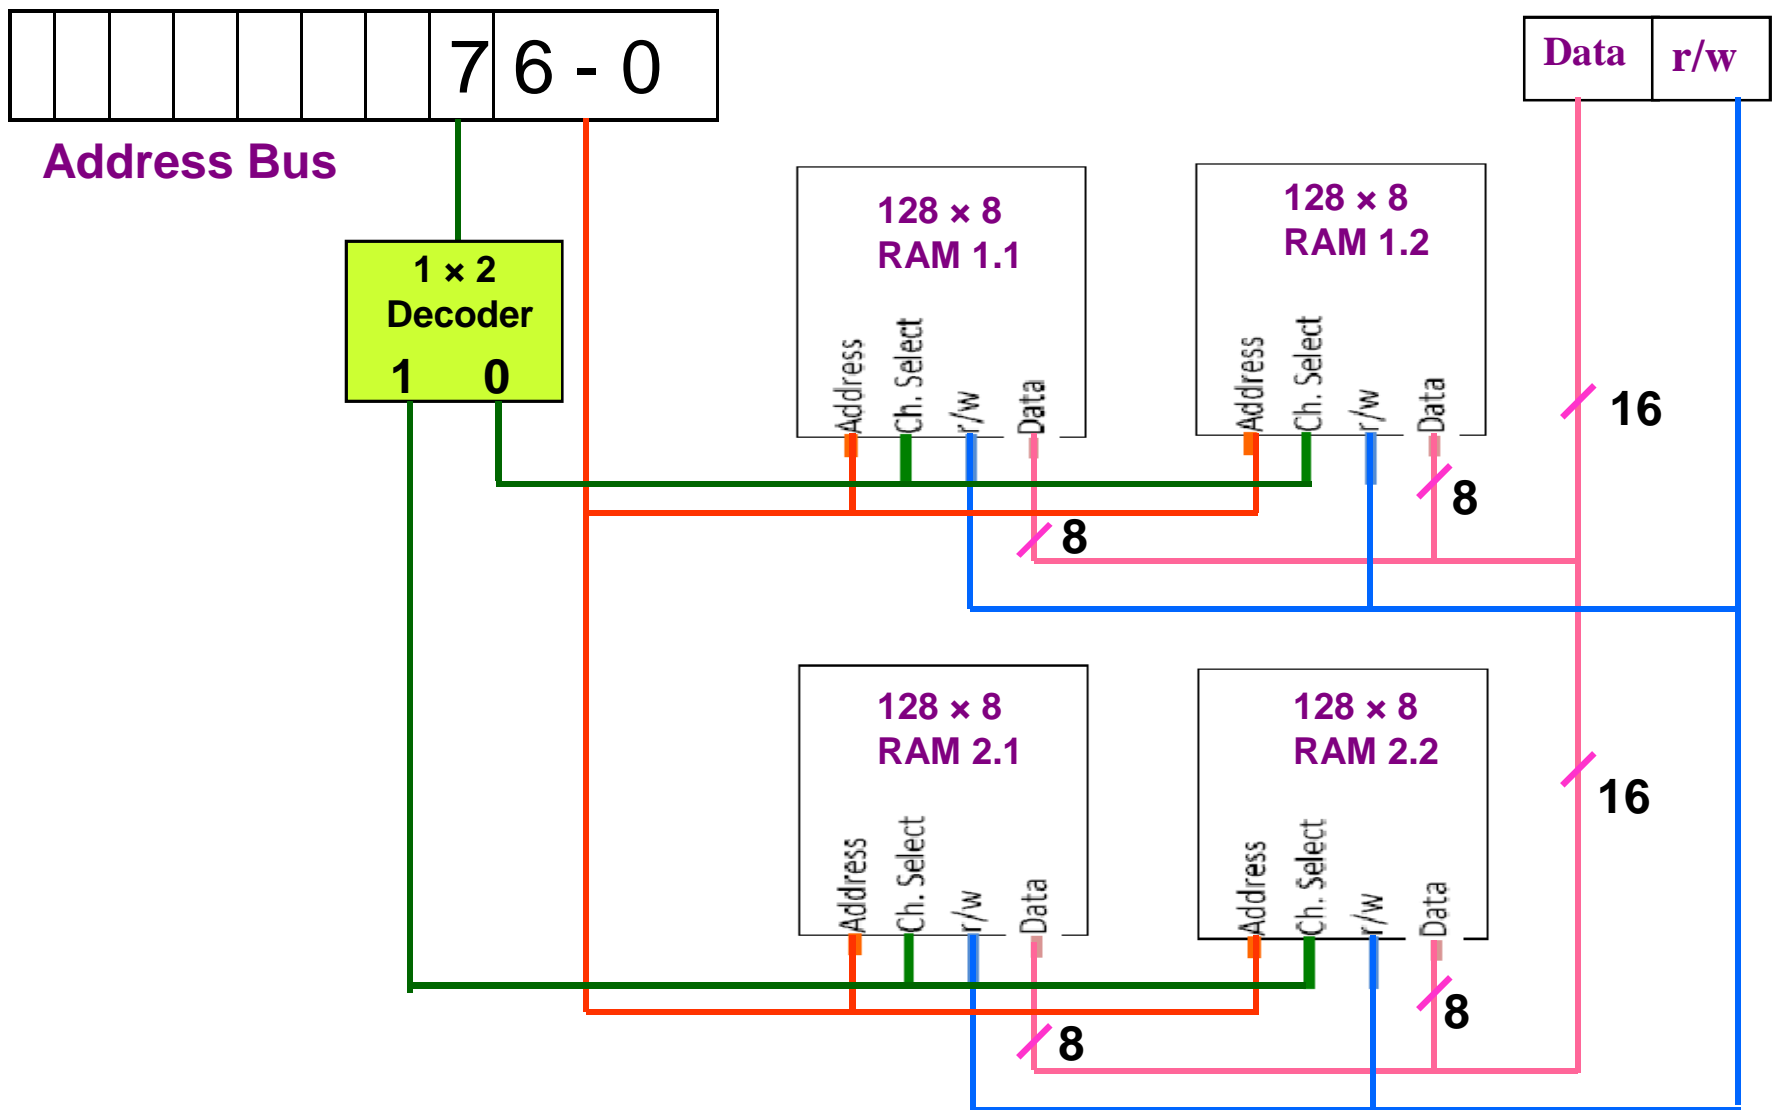 7 6 - 0
Data r/w
Address Bus
1 × 2
Decoder
1 0
128 × 8
RAM 1.1
Address
Ch. Select
r/w
Data
128 × 8
RAM 1.2
Address
Ch. Select
r/w
Data
16
8
8
128 × 8
RAM 2.1
Address
Ch. Select
r/w
Data
128 × 8
RAM 2.2
Address
Ch. Select
r/w
Data
16
8
8